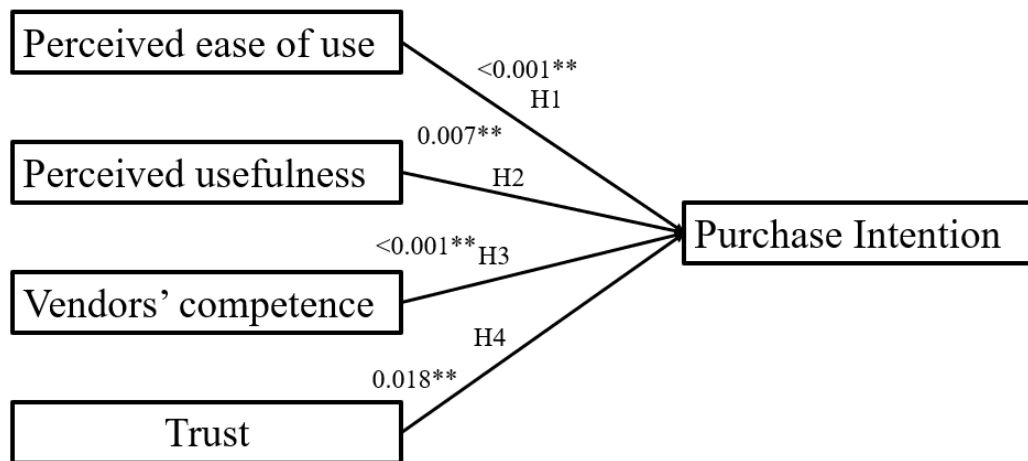 Perceived ease of use
<0.001**
H1
0.007**
Perceived usefulness
H2
Purchase Intention
<0.001**
H3
Vendors’ competence
H4
0.018**
Trust